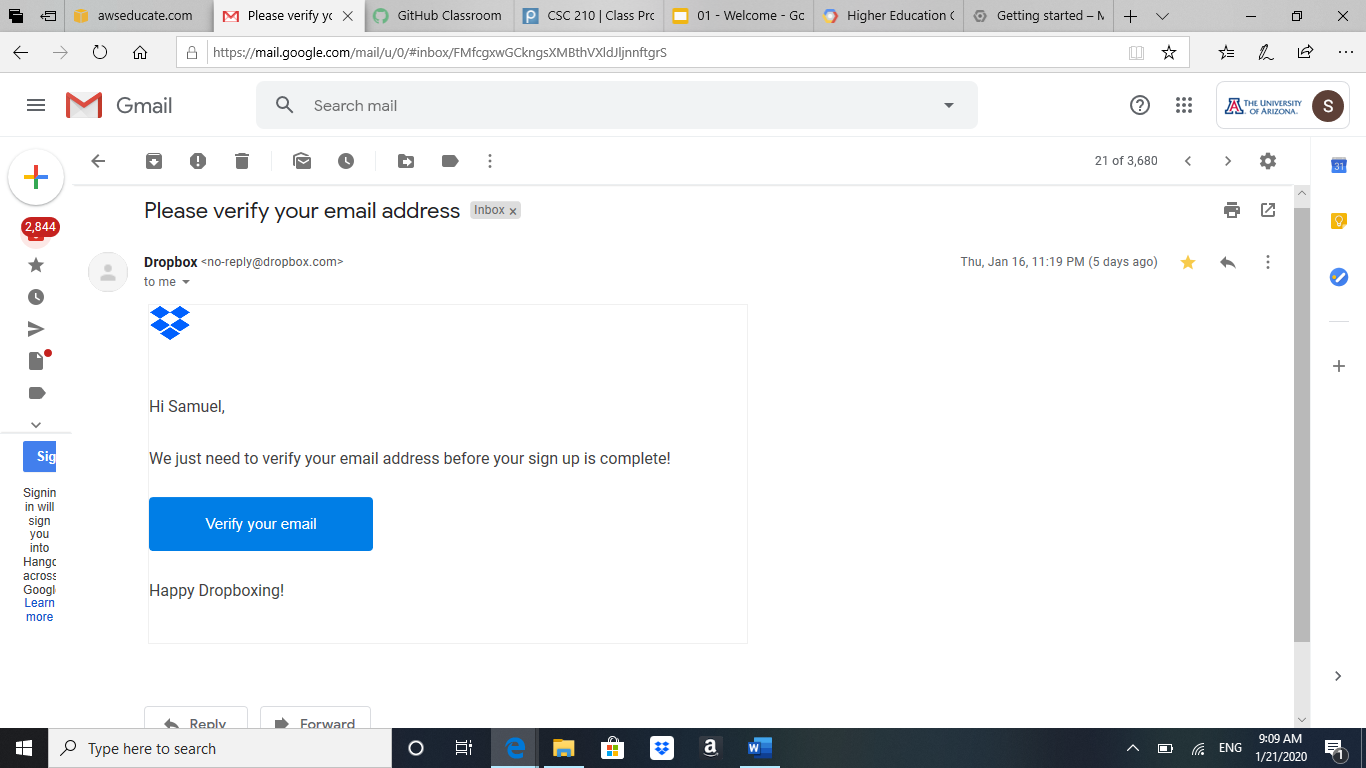 awseducate.com
Please verify yo
GitHub Classroom
CSC 210 | Class Pro
01 - Welcome - Go
Higher Education C
Getting started – M
https://mail.google.com/mail/u/0/#inbox/FMfcgxwGCkngsXMBthVXldJljnnftgrS
Gmail
Search mail
THE UNIVERSITY
OF ARIZONA.
S
21 of 3,680
31
2,844
Please verify your email address
Inbox x
Dropbox <no-reply@dropbox.com>
Thu, Jan 16, 11:19 PM (5 days ago)
to me
Hi Samuel,
We just need to verify your email address before your sign up is complete!
Verify your email
Happy Dropboxing!
Sig
Signin
in will
sign
you
into
Hango
across
Google
Learn
more
Reply
Forward
Type here to search
ENG
9:09 AM
1/21/2020
1